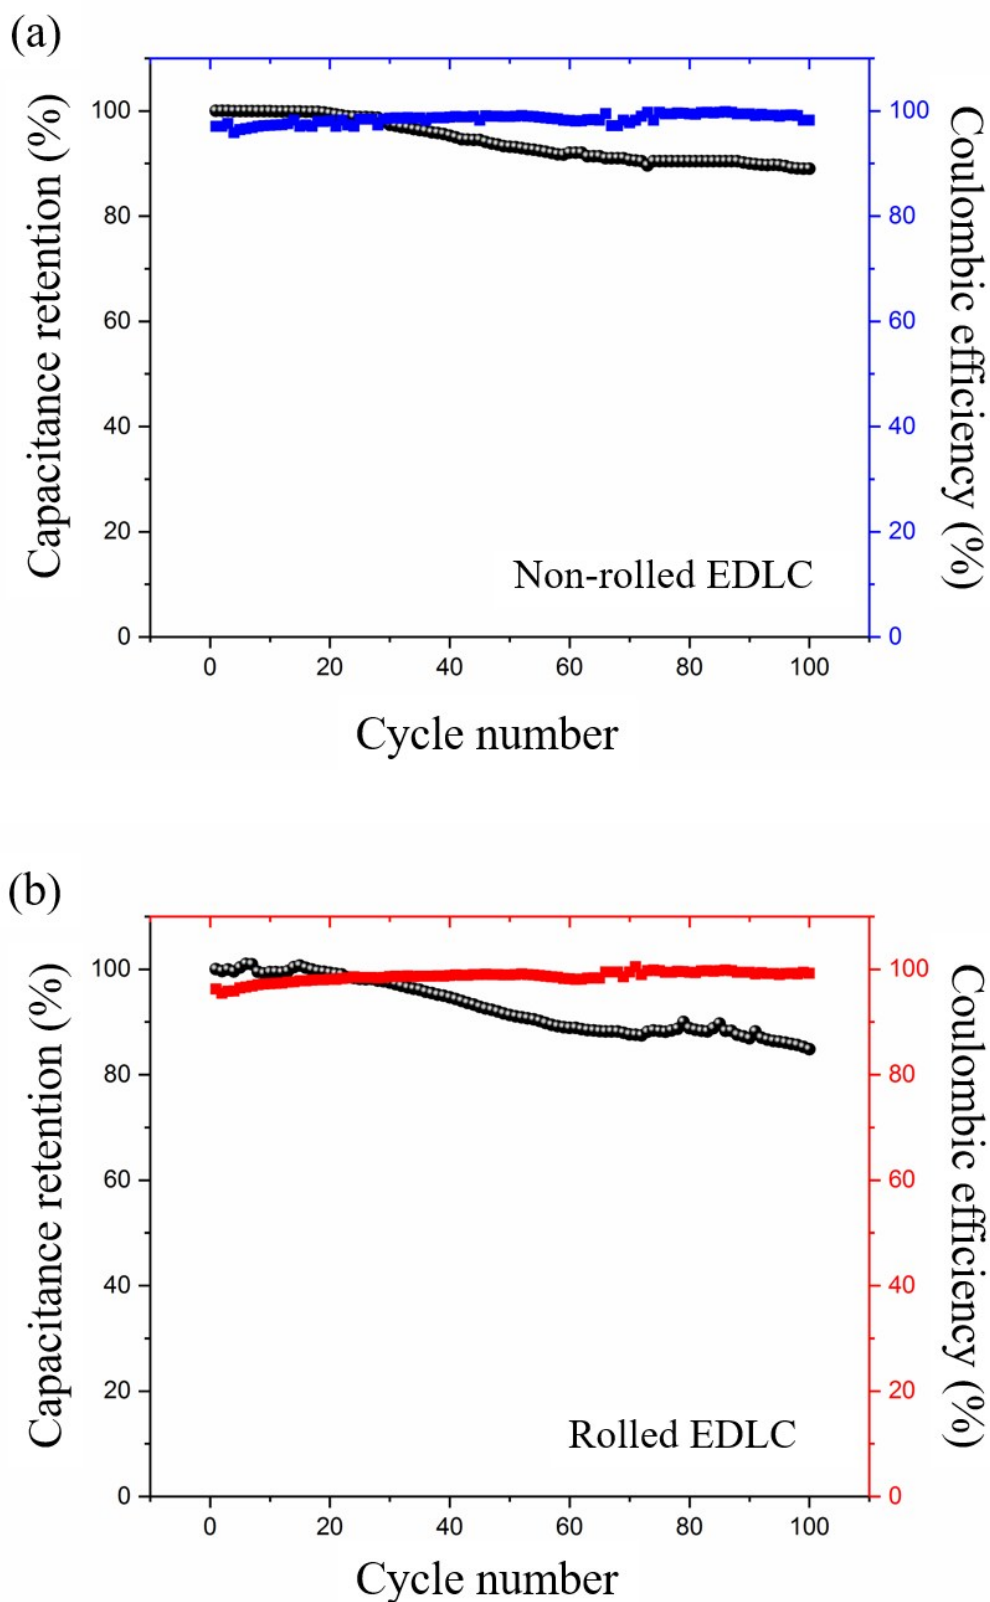 (a)
Capacitance retention (%)
100
80
60
40
20
0
100
80
60
40
20
0
Coulombic efficiency (%)
Non-rolled EDLC
0 20 40 60 80 100
Cycle number
(b)
Capacitance retention (%)
100
80
60
40
20
0
100
80
60
40
20
0
Coulombic efficiency (%)
Rolled EDLC
0 20 40 60 80 100
Cycle number